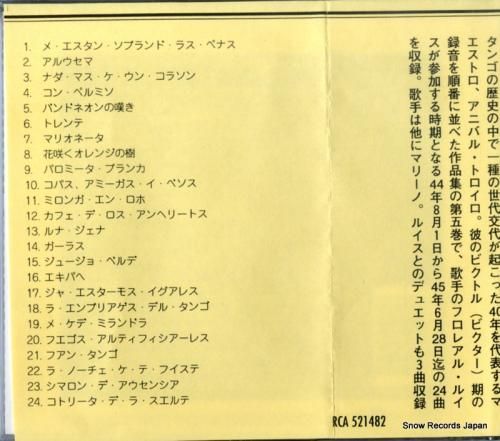 1. メ・エスタン・ソブランド・ラス・ペナス
2. アルウセマ
3. ナダ・マス・ケ・ウン・コラソン
4. コン・ペルミソ
5. バンドネオンの嘆き
6. トレンテ
7. マリオネータ
8. 花咲くオレンジの樹
9. パロミータ・ブランカ
10. コパス、アミーガス・イ・ベソス
11. ミロンガ・エン・ロホ
12. カフェ・デ・ロス・アンヘリートス
13. ルナ・ジェナ
14. ガーラス
15. ジュージョ・ベルデ
16. エキパヘ
17. ジャ・エスターモス・イグアレス
18. ラ・エンプリアゲス・デル・タンゴ
19. メ・ケデ・ミランドラ
20. フエゴス・アルティフィシアーレス
21. フアン・タンゴ
22. ラ・ノーチェ・ケ・テ・フイステ
23. シマロン・デ・アウセンシア
24. コトリータ・デ・ラ・スエルテ
タンゴの歴史の中で一種の世代交代が起こった40年を代表するマ
エストロ、アニバル・トロイロ。彼のビクトル（ビクター）期の
録音を順番に並べた作品集の第五巻で、歌手のフロレアル・ルイ
スが参加する時期となる44年8月1日から45年6月28日迄の24曲
を収録。歌手は他にマリーノ。ルイスとのデュエットも3曲収録
RCA 521482
Snow Records Japan
www.snowrecords.jp